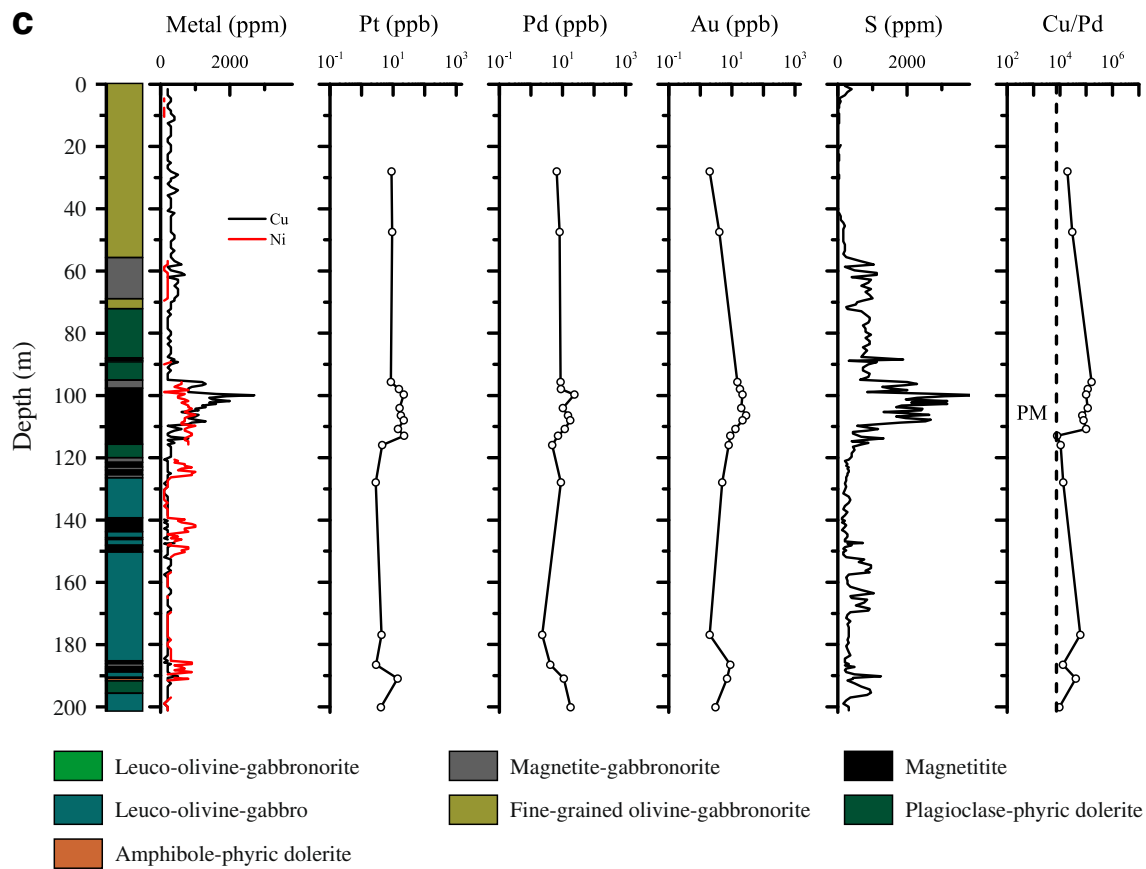 c
Metal (ppm) Pt (ppb) Pd (ppb) Au (ppb) S (ppm) Cu/Pd
0 2000 10-1 101 103 10-1 101 103 10-1 101 103 0 2000 102 104 106
0
20
40
Cu
Ni
60
80
100
PM
120
140
160
180
200
Depth (m)
Leuco-olivine-gabbronorite Magnetite-gabbronorite Magnetitite
Leuco-olivine-gabbro Fine-grained olivine-gabbronorite Plagioclase-phyric dolerite
Amphibole-phyric dolerite